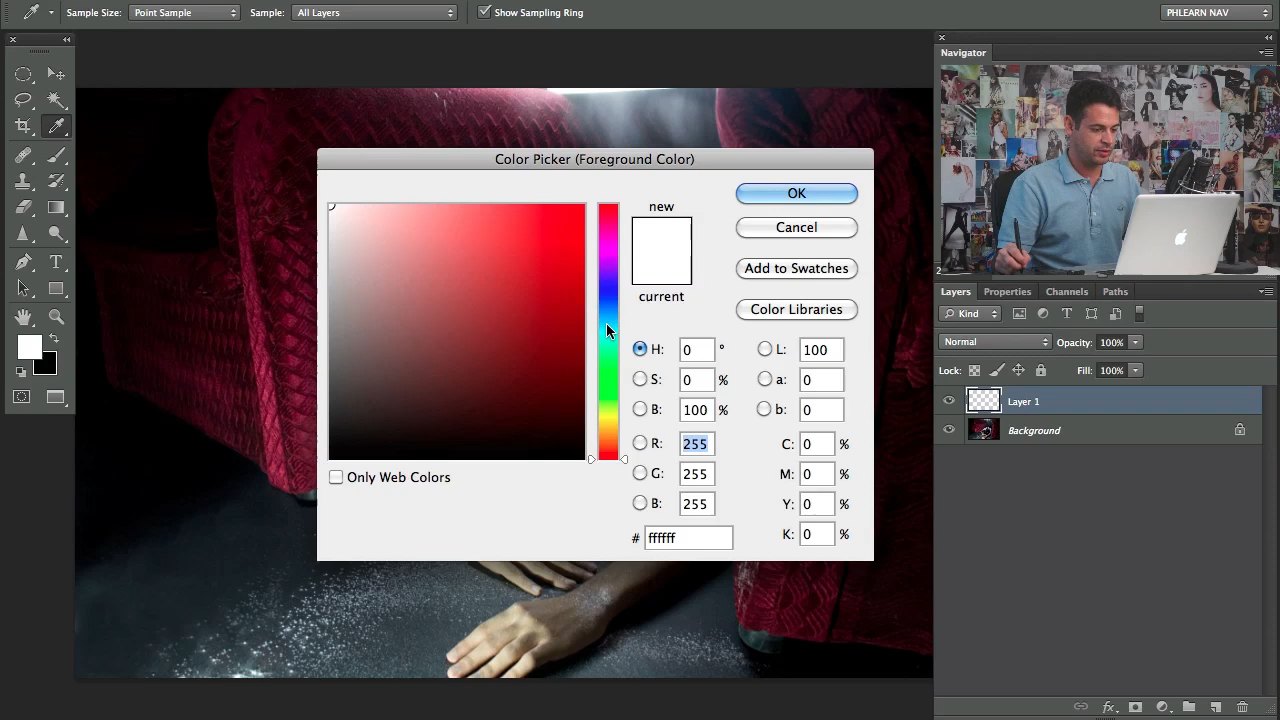 Sample Size: Point Sample Sample: All Layers Show Sampling Ring PHLEARN NAV
Navigator
Color Picker (Foreground Color)
new
OK
Cancel
Add to Swatches
current
Color Libraries
H: 0 ° L: 100
S: 0 % a: 0
B: 100 % b: 0
R: 255 C: 0 %
G: 255 M: 0 %
B: 255 Y: 0 %
# ffffff K: 0 %
Only Web Colors
2
Layers Properties Channels Paths
Kind
Normal Opacity: 100%
Lock: Fill: 100%
Layer 1
Background